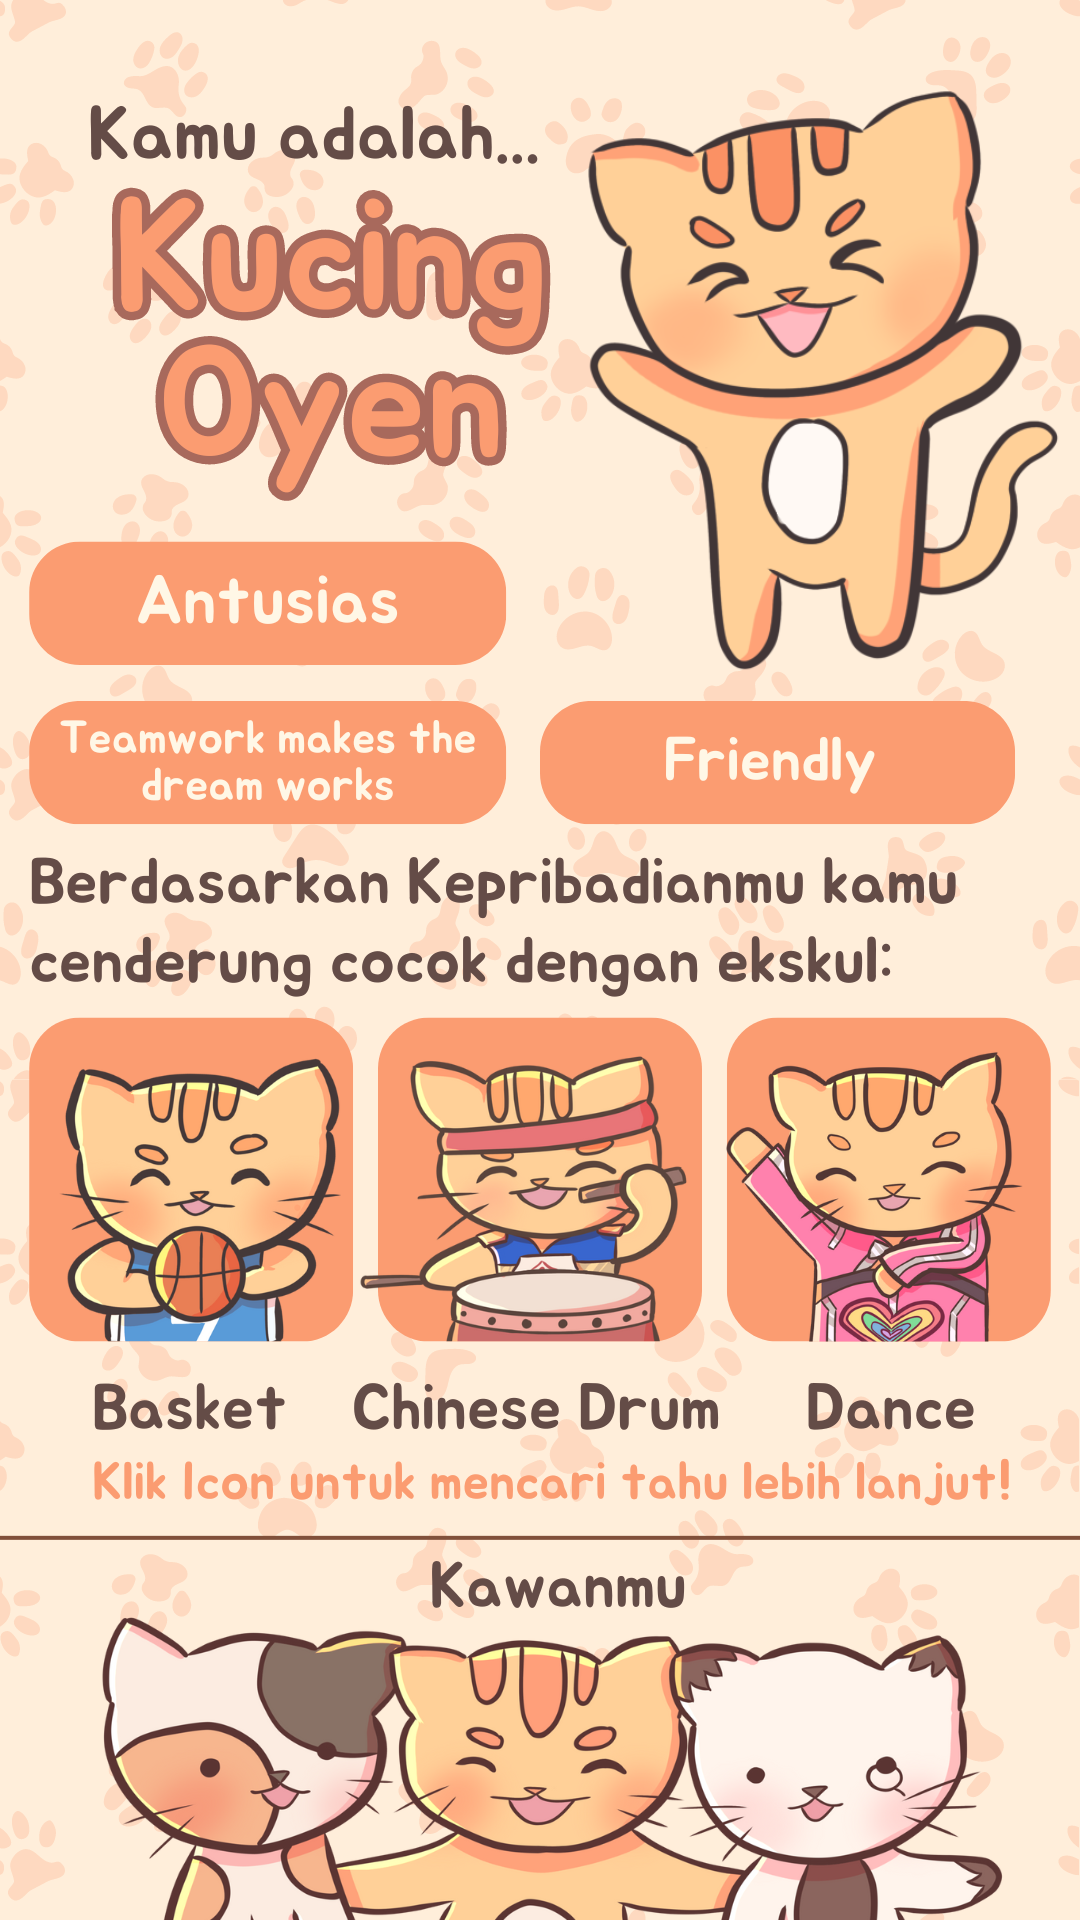 Kamu adalah...
Kucing
Oyen
Antusias
Teamwork makes the
dream works
Friendly
Berdasarkan Kepribadianmu kamu
cenderung cocok dengan ekskul:
Basket
Chinese Drum
Dance
Klik Icon untuk mencari tahu lebih lanjut!
Kawanmu